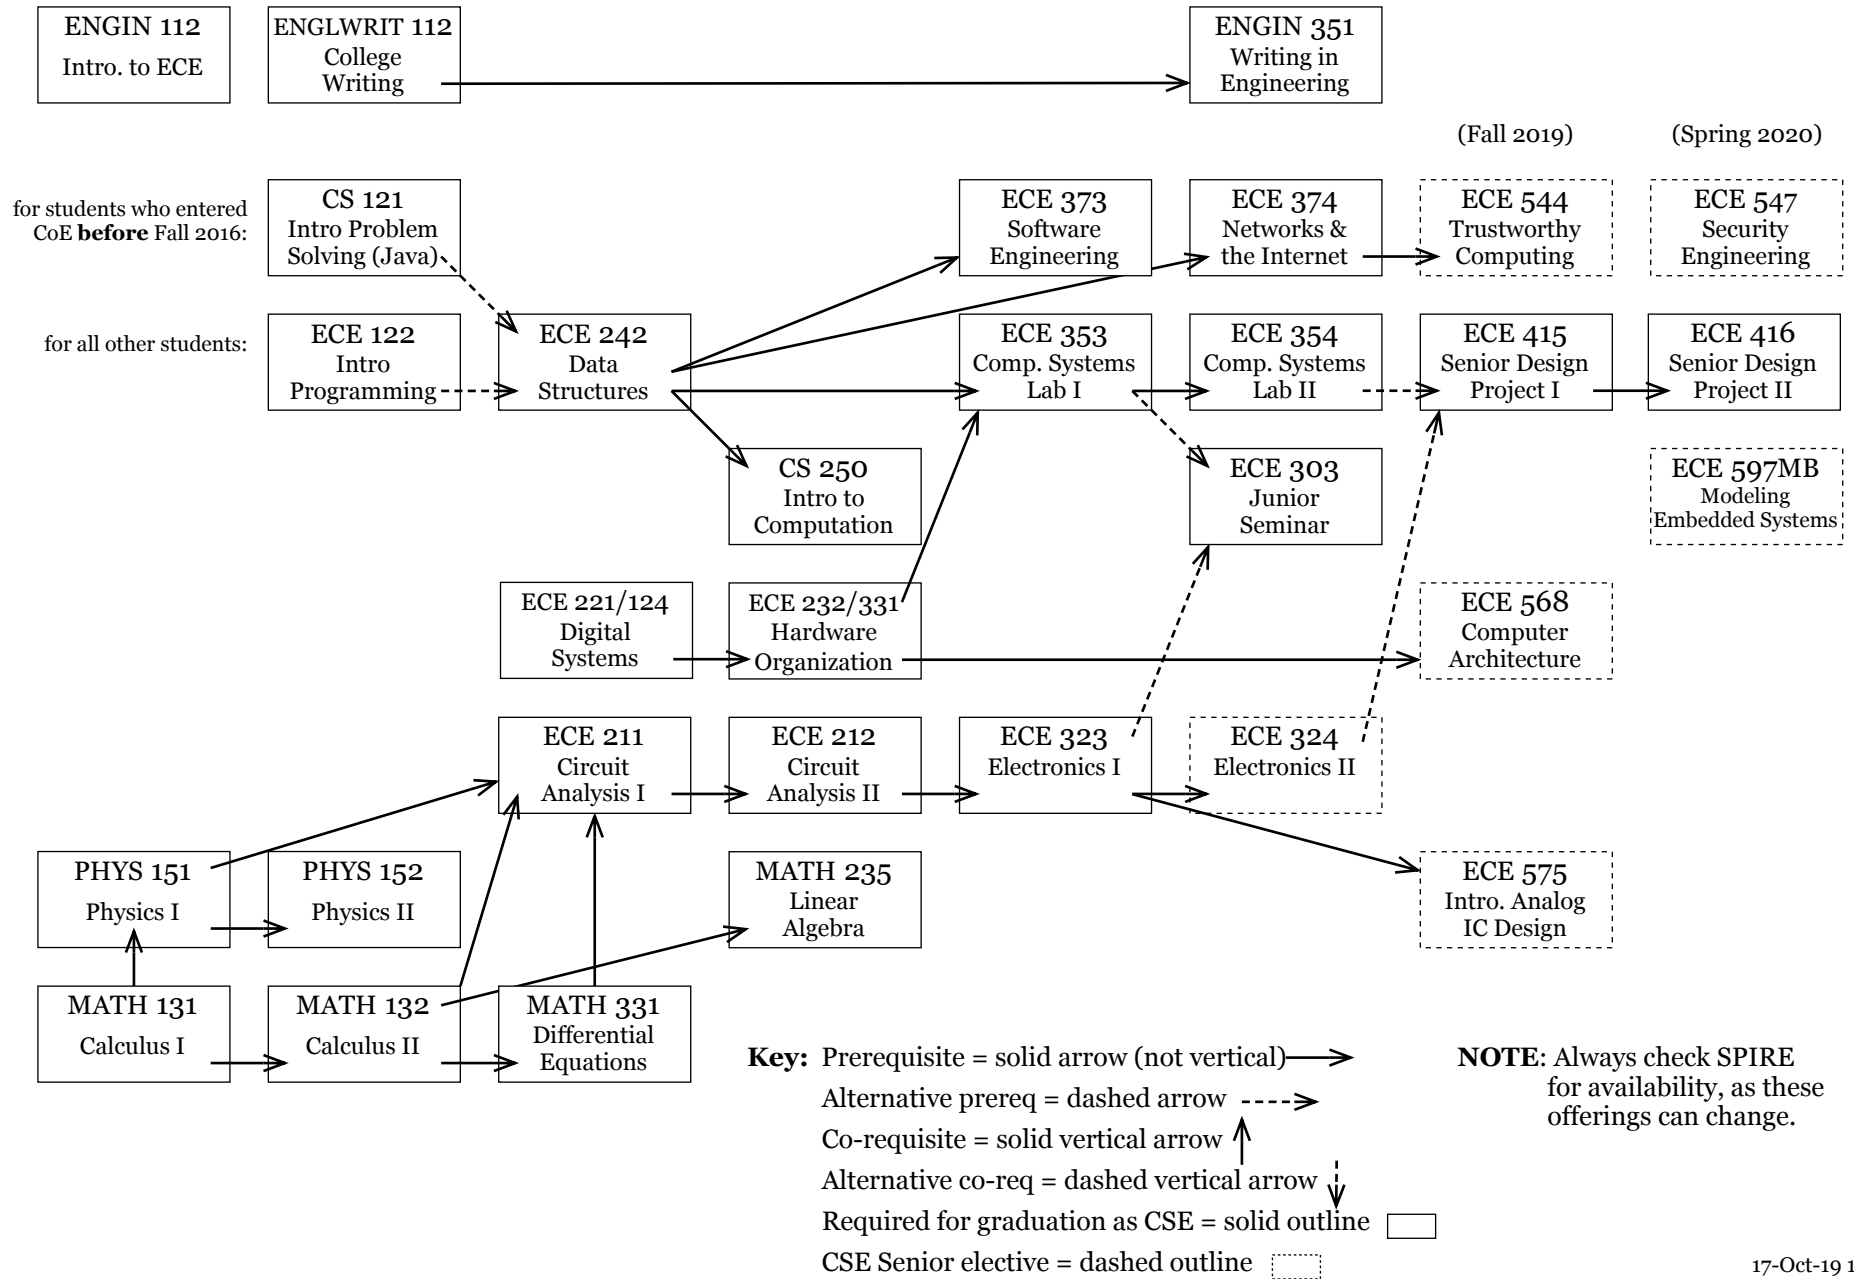 ENGIN 112
Intro. to ECE
ENGLWRIT 112
College
Writing
ENGIN 351
Writing in
Engineering
(Fall 2019)
(Spring 2020)
for students who entered
CoE before Fall 2016:
CS 121
Intro Problem
Solving (Java)
ECE 373
Software
Engineering
ECE 374
Networks &
the Internet
ECE 544
Trustworthy
Computing
ECE 547
Security
Engineering
for all other students:
ECE 122
Intro
Programming
ECE 242
Data
Structures
ECE 353
Comp. Systems
Lab I
ECE 354
Comp. Systems
Lab II
ECE 415
Senior Design
Project I
ECE 416
Senior Design
Project II
CS 250
Intro to
Computation
ECE 303
Junior
Seminar
ECE 597MB
Modeling
Embedded Systems
ECE 221/124
Digital
Systems
ECE 232/331
Hardware
Organization
ECE 568
Computer
Architecture
ECE 211
Circuit
Analysis I
ECE 212
Circuit
Analysis II
ECE 323
Electronics I
ECE 324
Electronics II
PHYS 151
Physics I
PHYS 152
Physics II
MATH 235
Linear
Algebra
ECE 575
Intro. Analog
IC Design
MATH 131
Calculus I
MATH 132
Calculus II
MATH 331
Differential
Equations
Key: Prerequisite = solid arrow (not vertical)
Alternative prereq = dashed arrow
Co-requisite = solid vertical arrow
Alternative co-req = dashed vertical arrow
Required for graduation as CSE = solid outline
CSE Senior elective = dashed outline
NOTE: Always check SPIRE
for availability, as these
offerings can change.
17-Oct-19 1